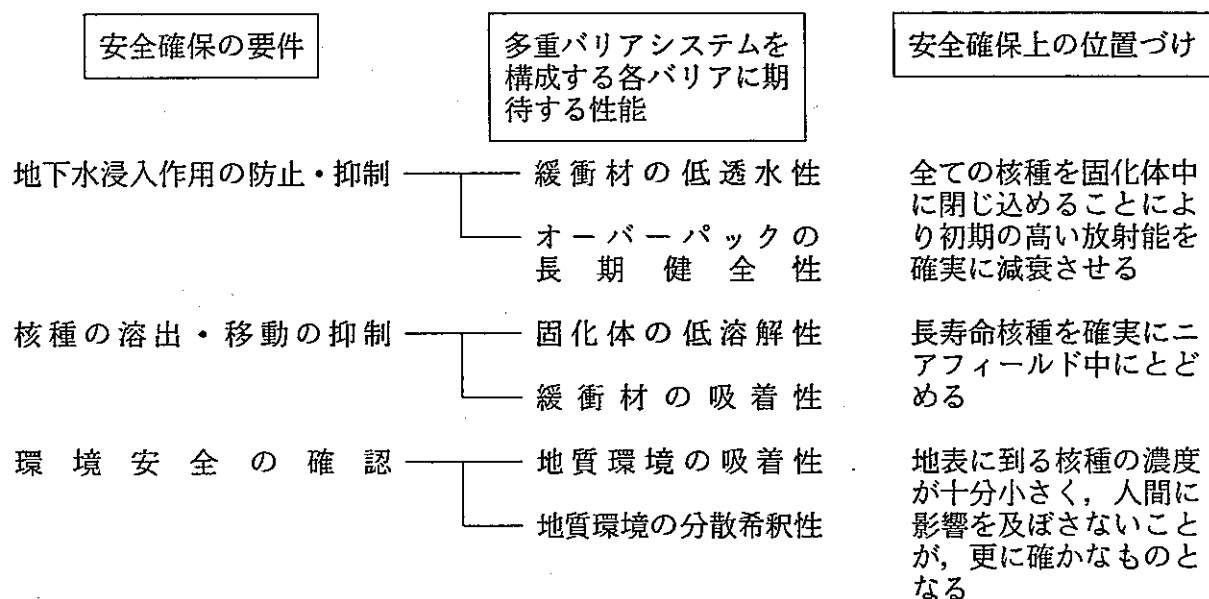 安全確保の要件
多重バリアシステムを
構成する各バリアに期
待する性能
安全確保上の位置づけ
地下水浸入作用の防止・抑制
緩衝材の低透水性
オーバーパックの
長期健全性
全ての核種を固化体中
に閉じ込めることによ
り初期の高い放射能を
確実に減衰させる
核種の溶出・移動の抑制
固化体の低溶解性
緩衝材の吸着性
長寿命核種を確実にニ
アフィールド中にとど
める
環境安全の確認
地質環境の吸着性
地質環境の分散希釈性
地表に到る核種の濃度
が十分小さく，人間に
影響を及ぼさないこと
が，更に確かなものと
なる